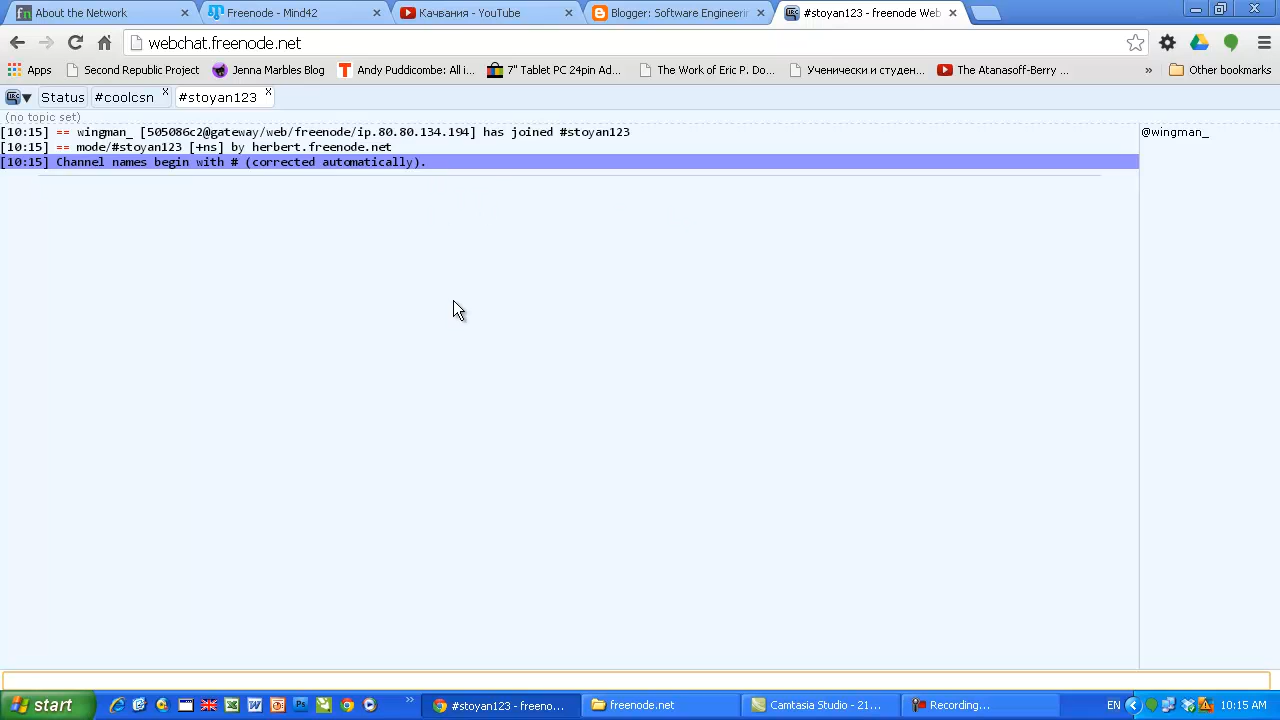 About the Network
Freenode - Mind42
Качвания - YouTube
Blogger: Software Engineerin
#stoyan123 - freenode Web
webchat.freenode.net
Apps
Second Republic Project
Jenna Marbles Blog
Andy Puddicombe: All i...
7" Tablet PC 24pin Ad...
The Work of Eric P. Do...
Ученически и студен...
The Atanasoff-Berry ...
»
Other bookmarks
Status
#coolcsn
#stoyan123
(no topic set)
[10:15] == wingman_ [505086c2@gateway/web/freenode/ip.80.80.134.194] has joined #stoyan123
@wingman_
[10:15] == mode/#stoyan123 [+ns] by herbert.freenode.net
[10:15] Channel names begin with # (corrected automatically).
start
»
#stoyan123 - freeno...
freenode.net
Camtasia Studio - 21...
Recording...
EN
10:15 AM